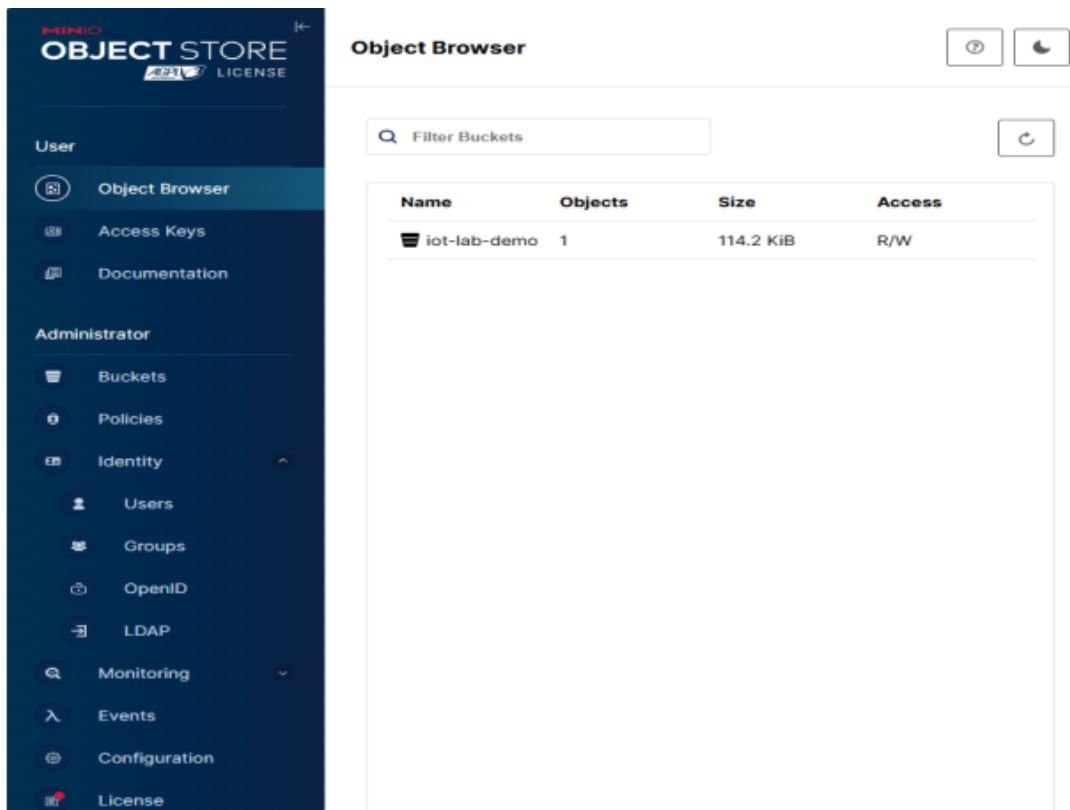 MINIO
OBJECT STORE
AGPLv3 LICENSE
User
Object Browser
Access Keys
Documentation
Administrator
Buckets
Policies
Identity
Users
Groups
OpenID
LDAP
Monitoring
Events
Configuration
License
Object Browser
Filter Buckets
Name Objects Size Access
iot-lab-demo 1 114.2 KiB R/W